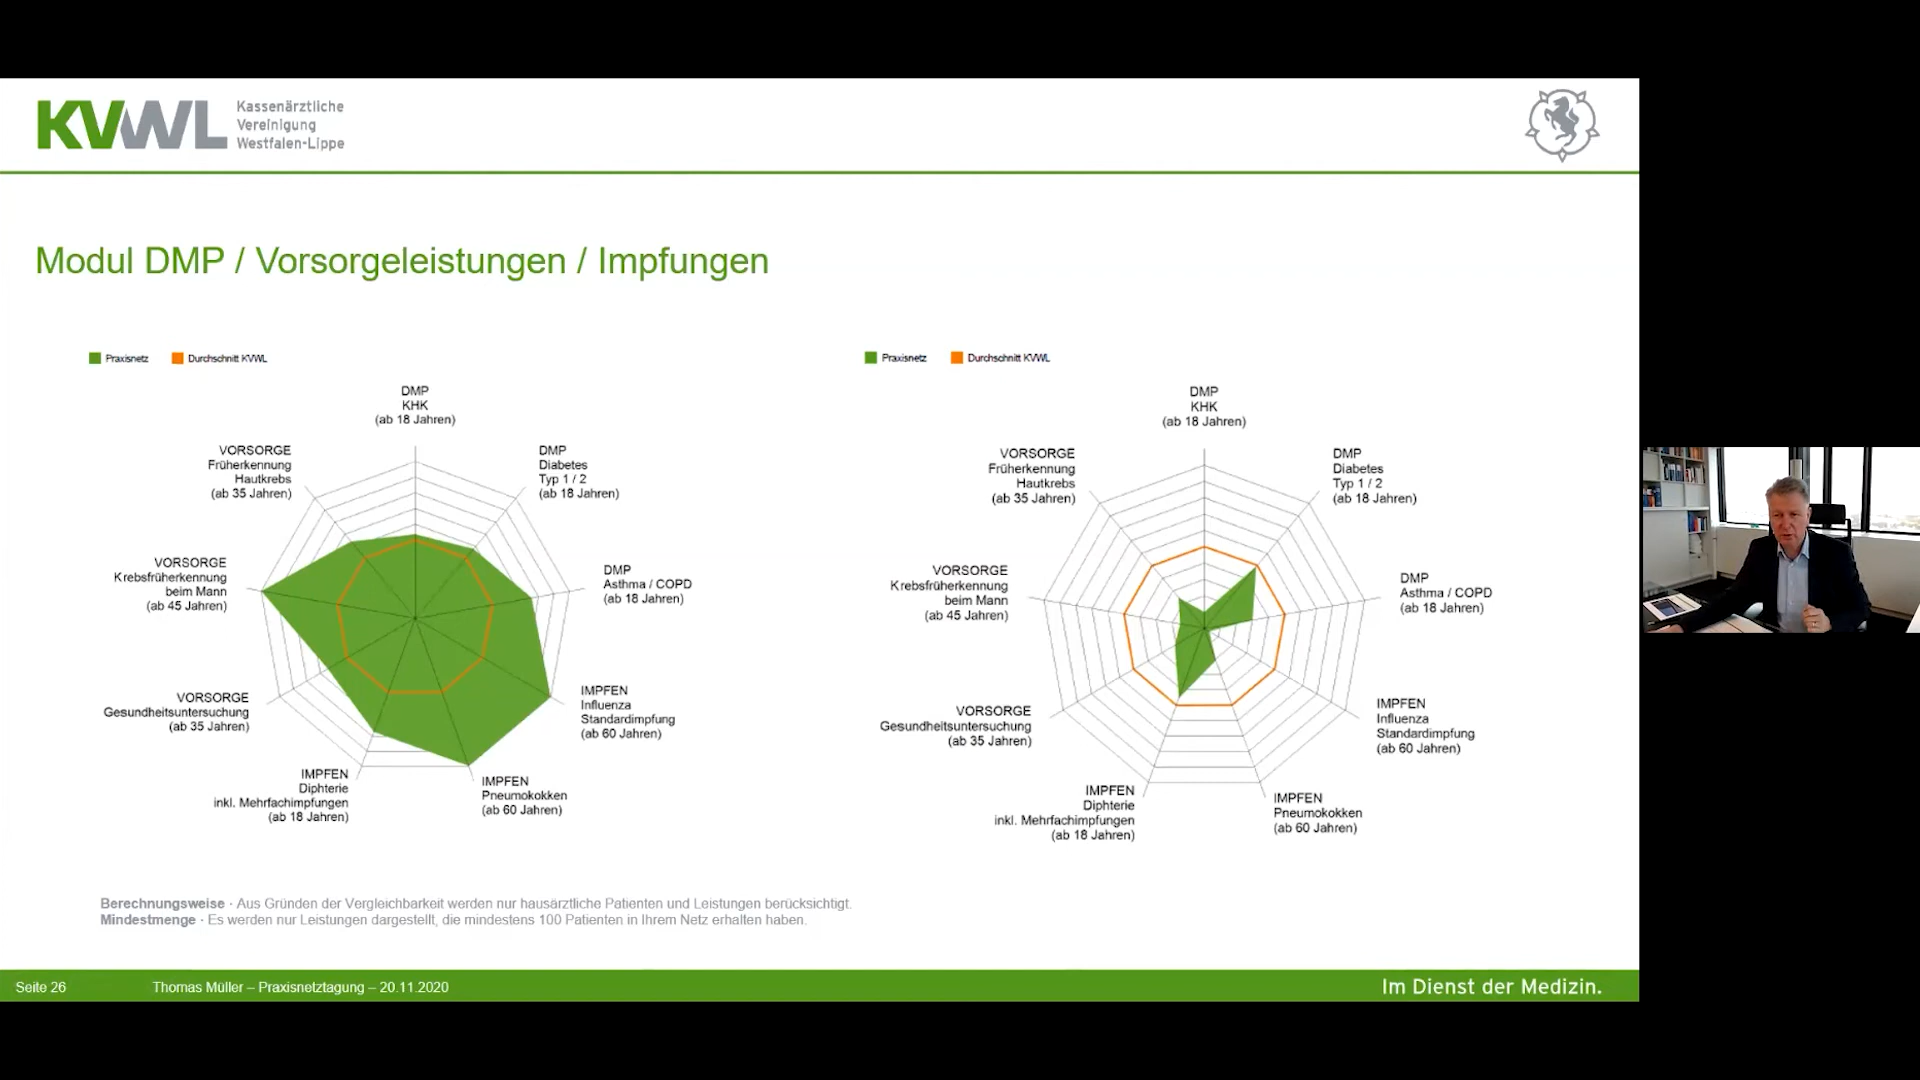 KVWL
Kassenärztliche
Vereinigung
Westfalen-Lippe
Modul DMP / Vorsorgeleistungen / Impfungen
Praxisnetz
Durchschnitt KVWL
DMP
KHK
(ab 18 Jahren)
DMP
Diabetes
Typ 1 / 2
(ab 18 Jahren)
DMP
Asthma / COPD
(ab 18 Jahren)
IMPFEN
Influenza
Standardimpfung
(ab 60 Jahren)
IMPFEN
Pneumokokken
(ab 60 Jahren)
IMPFEN
Diphterie
inkl. Mehrfachimpfungen
(ab 18 Jahren)
VORSORGE
Gesundheitsuntersuchung
(ab 35 Jahren)
VORSORGE
Krebsfrüherkennung
beim Mann
(ab 45 Jahren)
VORSORGE
Früherkennung
Hautkrebs
(ab 35 Jahren)
Praxisnetz
Durchschnitt KVWL
DMP
KHK
(ab 18 Jahren)
DMP
Diabetes
Typ 1 / 2
(ab 18 Jahren)
DMP
Asthma / COPD
(ab 18 Jahren)
IMPFEN
Influenza
Standardimpfung
(ab 60 Jahren)
IMPFEN
Pneumokokken
(ab 60 Jahren)
IMPFEN
Diphterie
inkl. Mehrfachimpfungen
(ab 18 Jahren)
VORSORGE
Gesundheitsuntersuchung
(ab 35 Jahren)
VORSORGE
Krebsfrüherkennung
beim Mann
(ab 45 Jahren)
VORSORGE
Früherkennung
Hautkrebs
(ab 35 Jahren)
Berechnungsweise · Aus Gründen der Vergleichbarkeit werden nur hausärztliche Patienten und Leistungen berücksichtigt.
Mindestmenge · Es werden nur Leistungen dargestellt, die mindestens 100 Patienten in Ihrem Netz erhalten haben.
Seite 26
Thomas Müller – Praxisnetztagung – 20.11.2020
Im Dienst der Medizin.